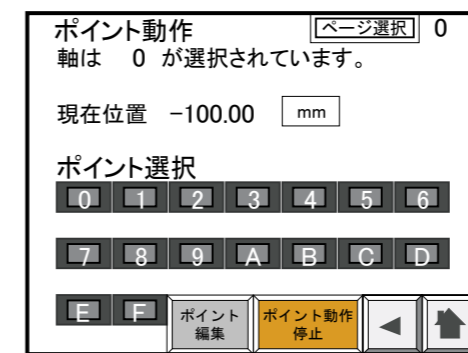 ポイント動作 ページ選択 0
軸は 0 が選択されています。
現在位置 -100.00 mm
ポイント選択
0 1 2 3 4 5 6
7 8 9 A B C D
E F ポイント編集 ポイント動作停止